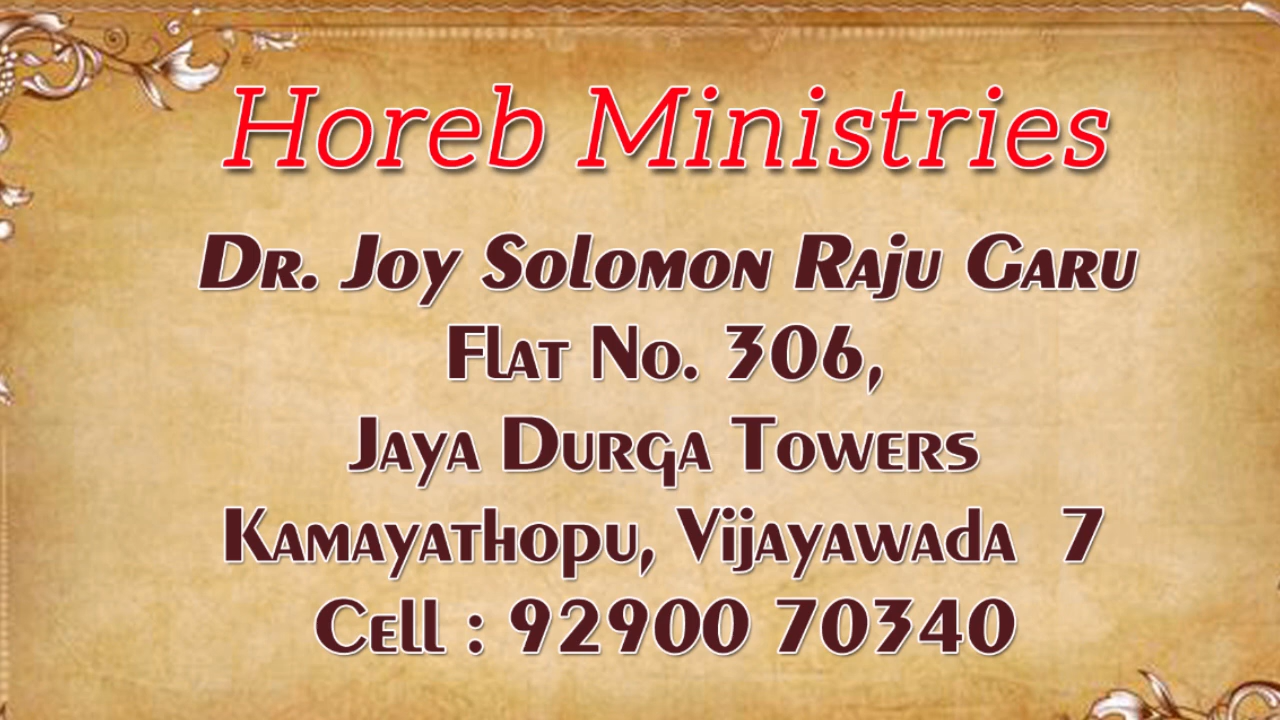 Horeb Ministries
Dr. Joy Solomon Raju Garu
Flat No. 306,
Jaya Durga Towers
Kamayathopu, Vijayawada 7
Cell : 92900 70340